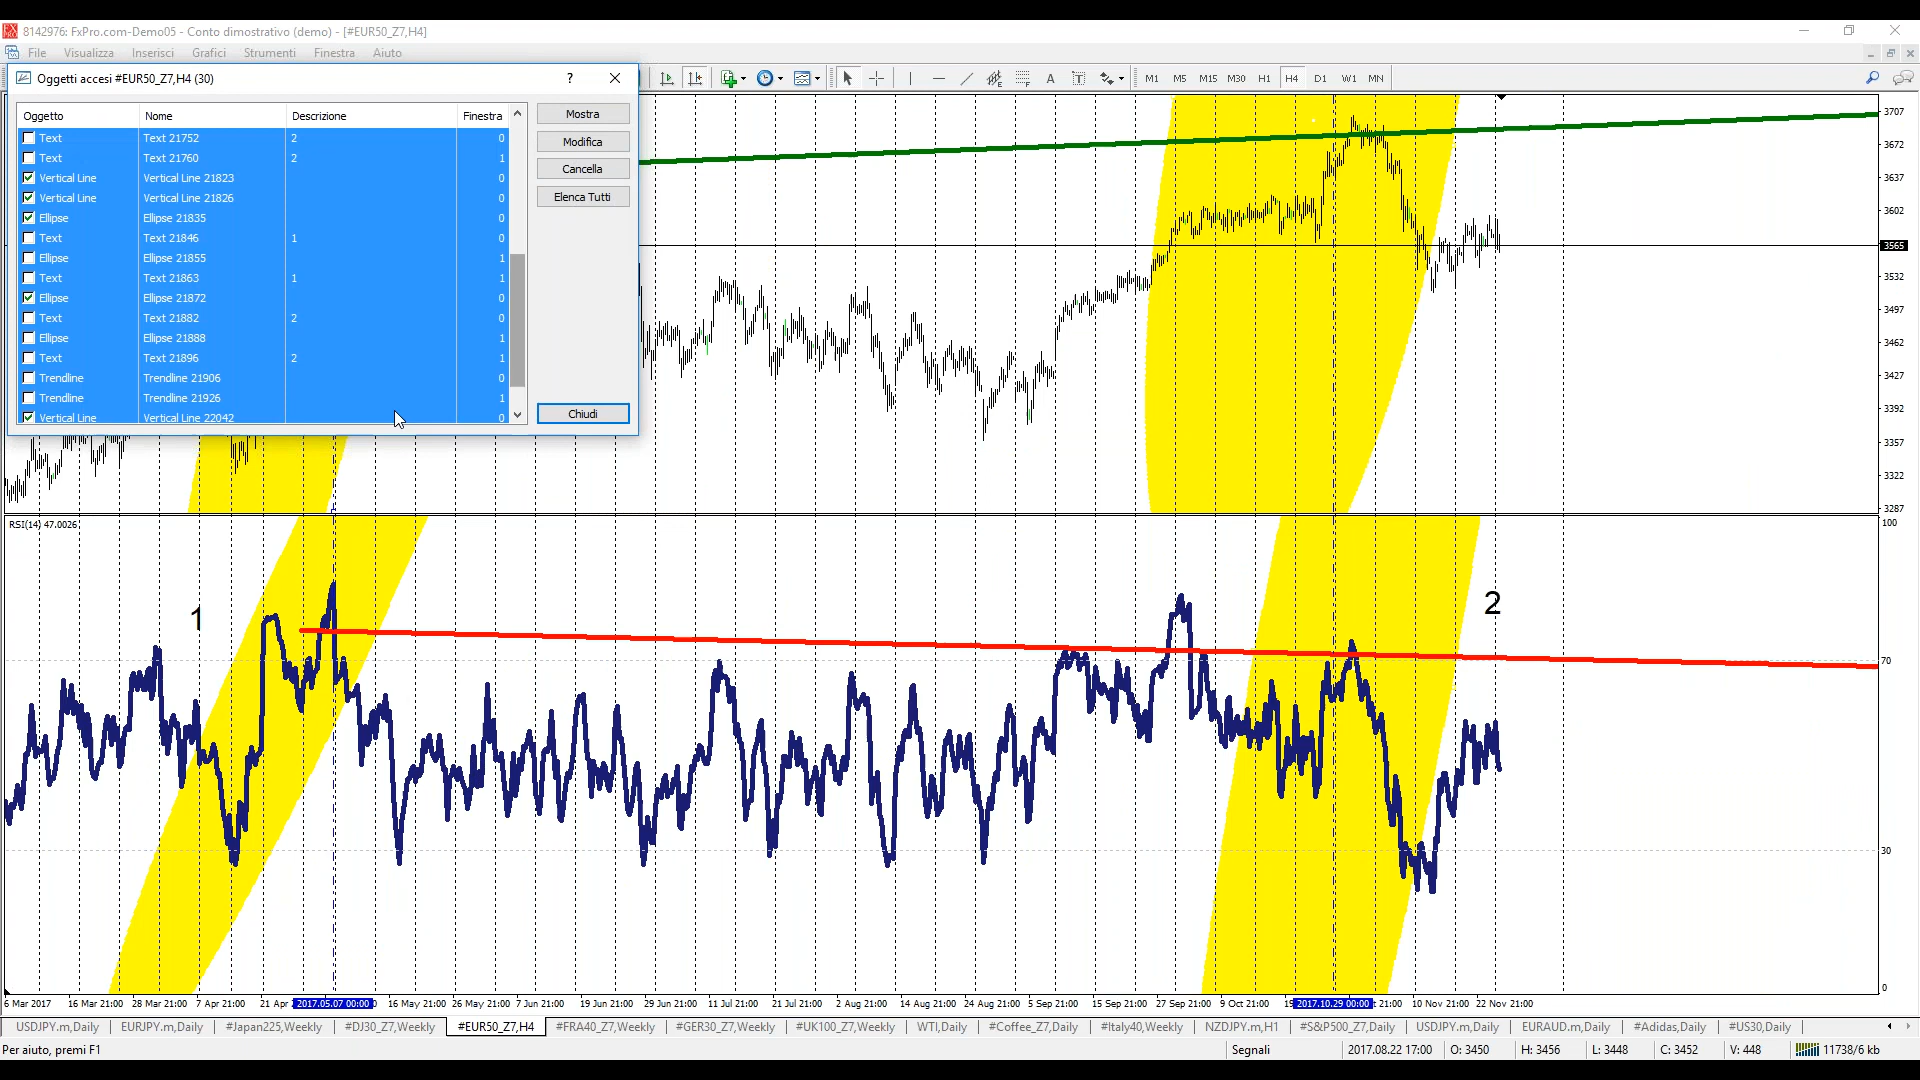 8142976: FxPro.com-Demo05 - Conto dimostrativo (demo) - [#EUR50_Z7,H4]
File Visualizza Inserisci Grafici Strumenti Finestra Aiuto
Oggetti accesi #EUR50_Z7,H4 (30) ?
A T M1 M5 M15 M30 H1 H4 D1 W1 MN
Oggetto Nome Descrizione Finestra
Text Text 21752 2 0
Text Text 21760 2 1
Vertical Line Vertical Line 21823 0
Vertical Line Vertical Line 21826 0
Ellipse Ellipse 21835 0
Text Text 21846 1 0
Ellipse Ellipse 21855 1
Text Text 21863 1 1
Ellipse Ellipse 21872 0
Text Text 21882 2 0
Ellipse Ellipse 21888 1
Text Text 21896 2 1
Trendline Trendline 21906 0
Trendline Trendline 21926 1
Vertical Line Vertical Line 22042 0
Mostra
Modifica
Cancella
Elenca Tutti
Chiudi
3707
3672
3637
3602
3565
3532
3497
3462
3427
3392
3357
3322
3287
RSI(14) 47.0026
100
1
2
70
30
0
6 Mar 2017 16 Mar 21:00 28 Mar 21:00 7 Apr 21:00 21 Apr 2017.05.07 00:00 16 May 21:00 26 May 21:00 7 Jun 21:00 19 Jun 21:00 29 Jun 21:00 11 Jul 21:00 21 Jul 21:00 2 Aug 21:00 14 Aug 21:00 24 Aug 21:00 5 Sep 21:00 15 Sep 21:00 27 Sep 21:00 9 Oct 21:00 19 2017.10.29 00:00 t 21:00 10 Nov 21:00 22 Nov 21:00
USDJPY.m,Daily EURJPY.m,Daily #Japan225,Weekly #DJ30_Z7,Weekly #EUR50_Z7,H4 #FRA40_Z7,Weekly #GER30_Z7,Weekly #UK100_Z7,Weekly WTI,Daily #Coffee_Z7,Daily #Italy40,Weekly NZDJPY.m,H1 #S&P500_Z7,Daily USDJPY.m,Daily EURAUD.m,Daily #Adidas,Daily #US30,Daily
Per aiuto, premi F1 Segnali 2017.08.22 17:00 O: 3450 H: 3456 L: 3448 C: 3452 V: 448 11738/6 kb